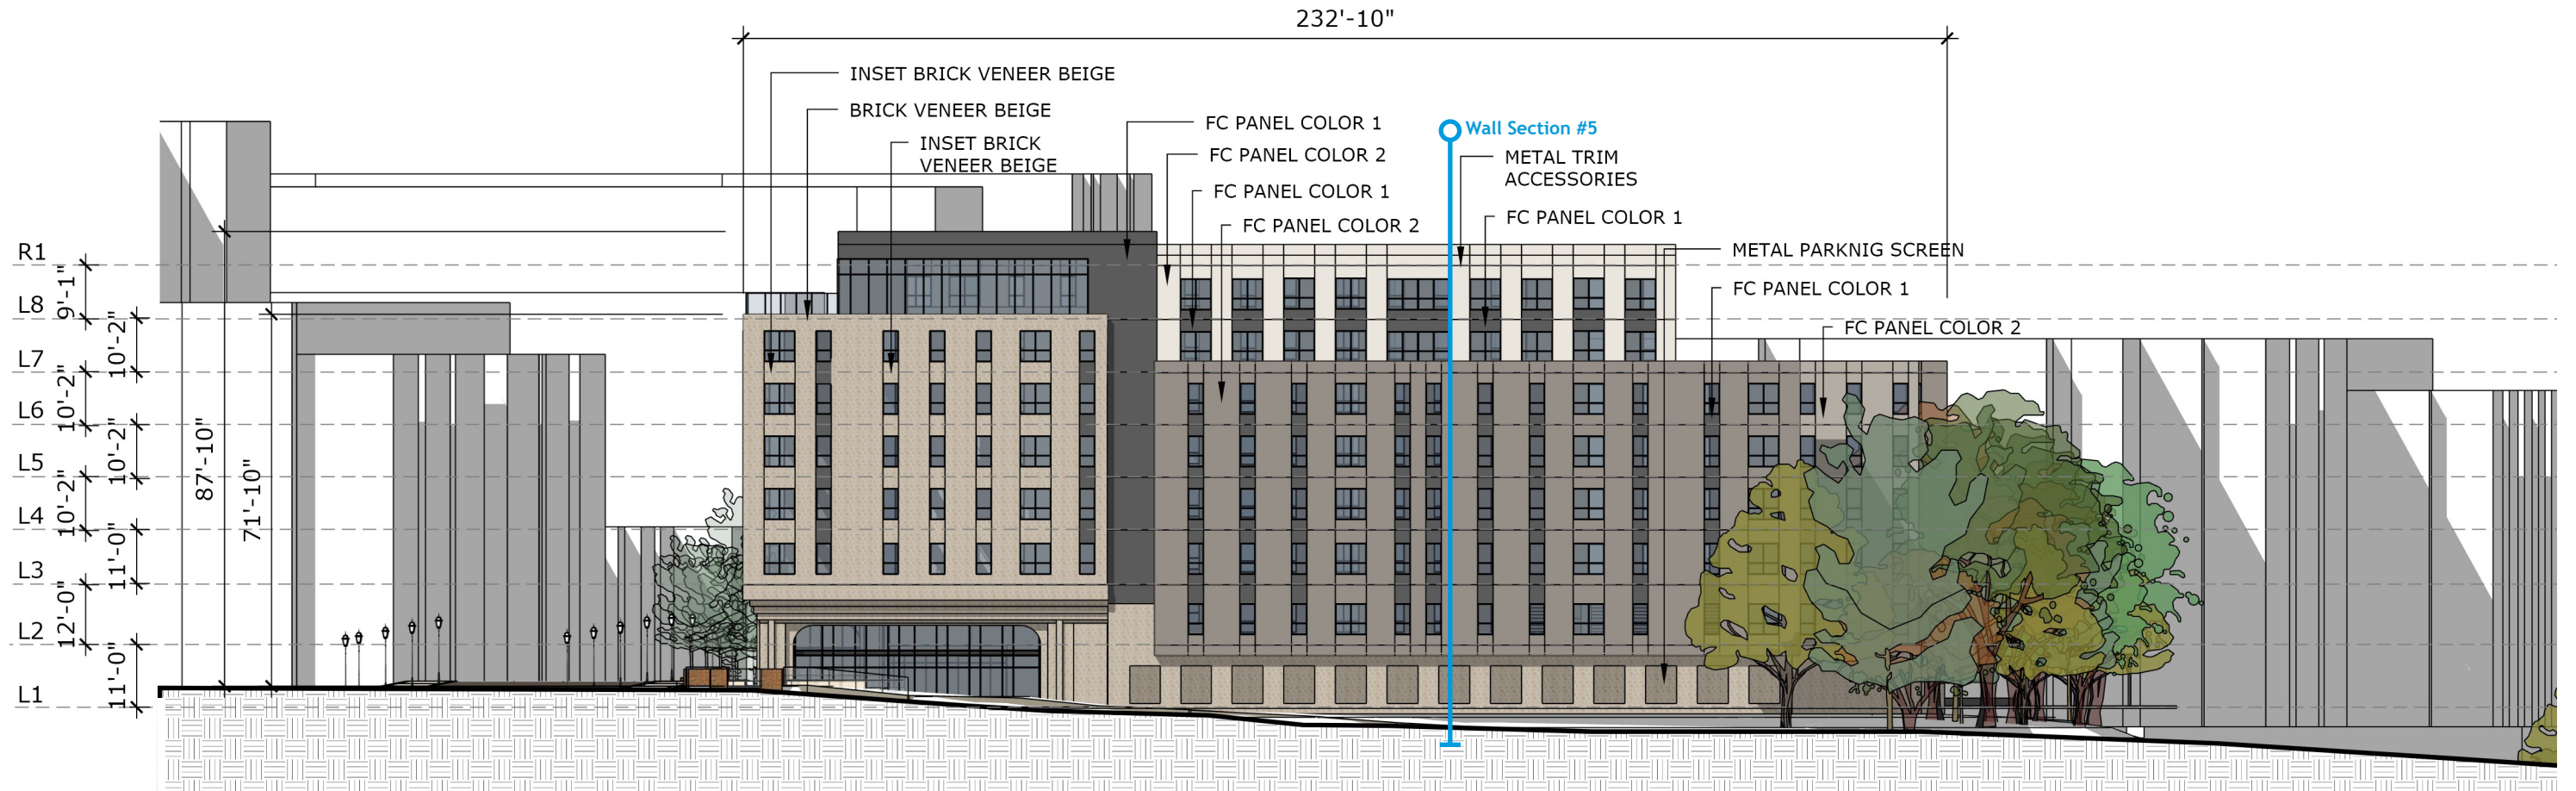 232'-10"
INSET BRICK VENEER BEIGE
BRICK VENEER BEIGE
INSET BRICK
VENEER BEIGE
FC PANEL COLOR 1
FC PANEL COLOR 2
FC PANEL COLOR 1
FC PANEL COLOR 2
Wall Section #5
METAL TRIM
ACCESSORIES
FC PANEL COLOR 1
METAL PARKNIG SCREEN
FC PANEL COLOR 1
FC PANEL COLOR 2
R1
9'-1"
L8
10'-2"
L7
10'-2"
L6
10'-2"
L5
10'-2"
L4
11'-0"
L3
12'-0"
L2
11'-0"
L1
87'-10"
71'-10"